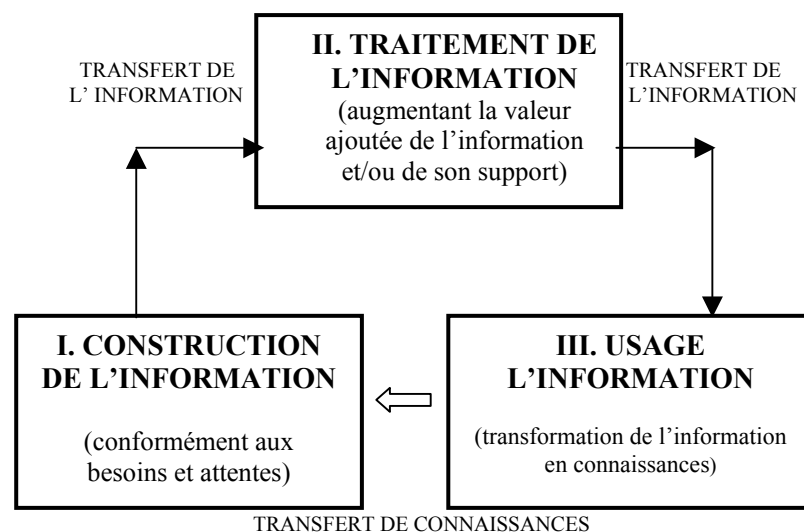 II. TRAITEMENT DE
L'INFORMATION
(augmentant la valeur
ajoutée de l'information
et/ou de son support)
TRANSFERT DE
L' INFORMATION
TRANSFERT DE
L'INFORMATION
I. CONSTRUCTION
DE L'INFORMATION
(conformément aux
besoins et attentes)
III. USAGE
L'INFORMATION
(transformation de l'information
en connaissances)
TRANSFERT DE CONNAISSANCES